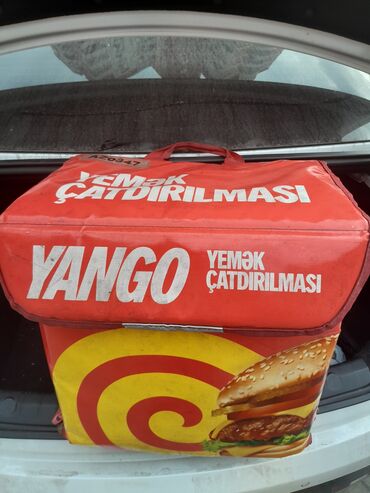 YEMƏK
ÇATDIRILMASI
YANGO
YEMƏK
ÇATDIRILMASI